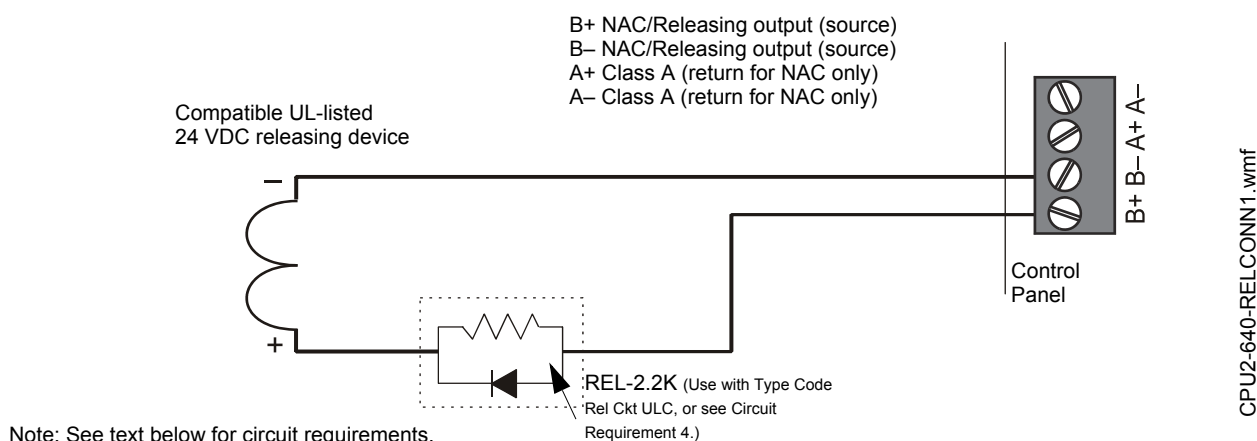 B+ NAC/Releasing output (source)
B– NAC/Releasing output (source)
A+ Class A (return for NAC only)
A– Class A (return for NAC only)
Compatible UL-listed
24 VDC releasing device
–
+
B+ B– A+ A–
Control
Panel
REL-2.2K (Use with Type Code
Rel Ckt ULC, or see Circuit
Requirement 4.)
Note: See text below for circuit requirements.
CPU2-640-RELCONN1.wmf